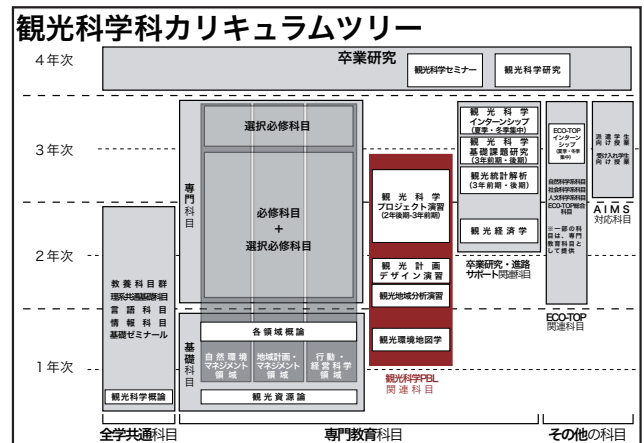 観光科学科カリキュラムツリー
4年次
卒業研究
観光科学セミナー
観光科学研究
3年次
2年次
1年次
教養科目群
理系共通基礎科目
言語科目
情報科目
基礎ゼミナール
観光科学概論
全学共通科目
専門科目
選択必修科目
必修科目
+
選択必修科目
基礎科目
各領域概論
自然環境・
マネジメント
領域
地域計画・
マネジメント
領域
行動・
経営科学
領域
観光資源論
観光科学
プロジェクト演習
(2年後期-3年前期)
観光計画
デザイン演習
観光地域分析演習
観光環境地図学
観光科学PBL
関連科目
観光科学
インターンシップ
(夏季・冬季集中)
観光科学
基礎課題研究
(3年前期・後期)
観光統計解析
(3年前期・後期)
観光経済学
卒業研究・進路
サポート関連科目
専門教育科目
ECO-TOP
インターン
シップ
(夏季・冬季
集中)
自然科学系科目
社会科学系科目
人文科学系科目
ECO-TOP総合
科目
※一部の科
目は、専門
教育科目と
して提供
ECO-TOP
関連科目
派遣学生
向け授業
受け入れ学生
向け授業
AIMS
対応科目
その他の科目